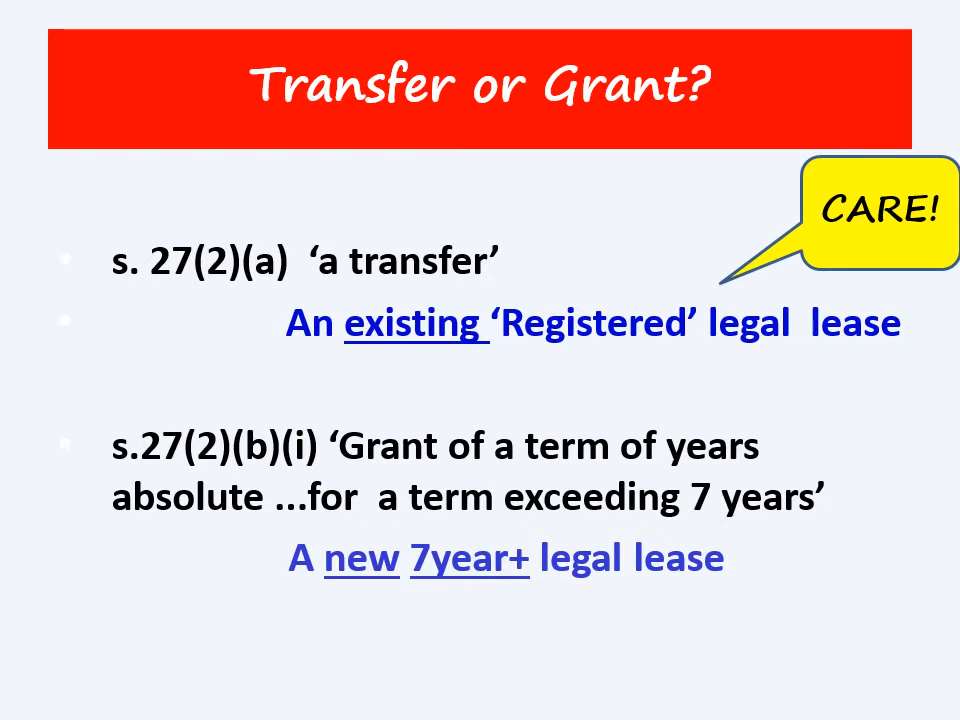 Transfer or Grant?
CARE!
• s. 27(2)(a) ‘a transfer’
• An existing ‘Registered’ legal lease
• s.27(2)(b)(i) ‘Grant of a term of years
absolute ...for a term exceeding 7 years’
A new 7year+ legal lease